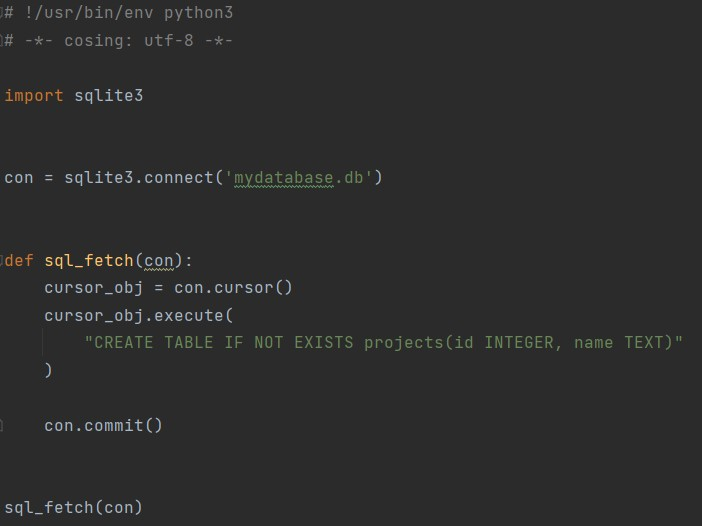 # !/usr/bin/env python3
# -*- cosing: utf-8 -*-
import sqlite3
con = sqlite3.connect('mydatabase.db')
def sql_fetch(con):
    cursor_obj = con.cursor()
    cursor_obj.execute(
        "CREATE TABLE IF NOT EXISTS projects(id INTEGER, name TEXT)"
    )
    con.commit()
sql_fetch(con)